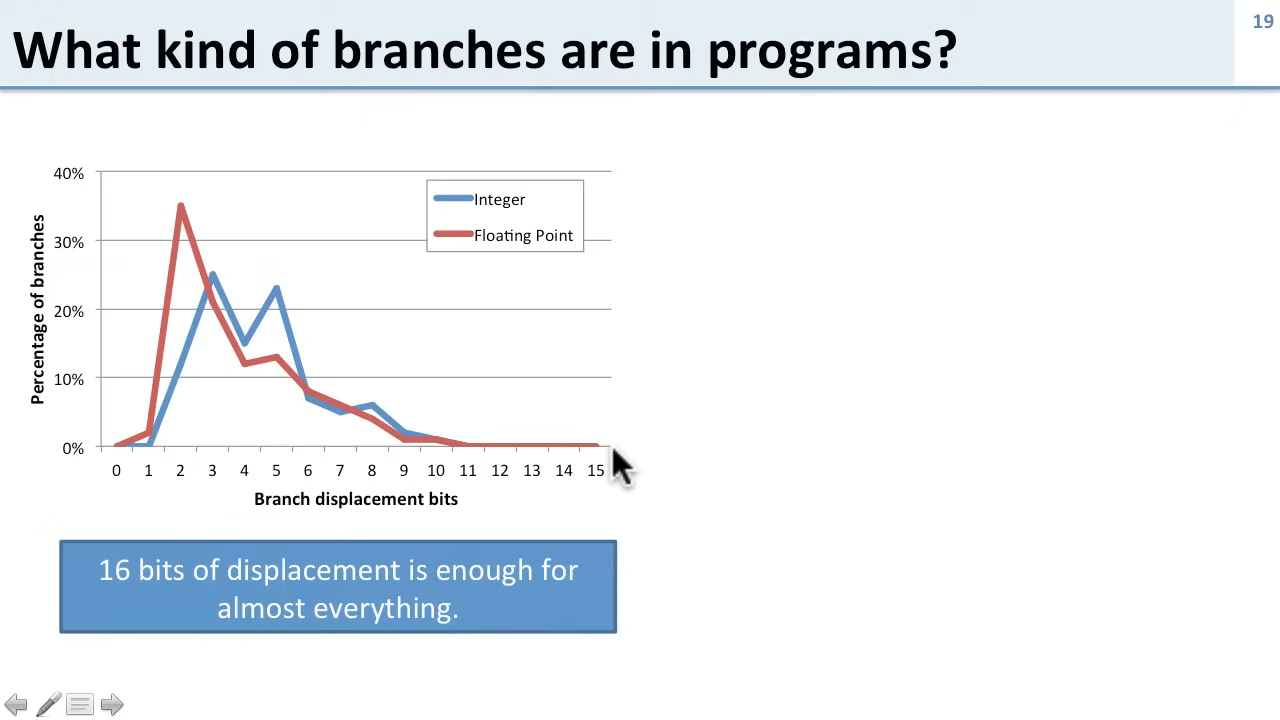 What kind of branches are in programs?
19
40%
30%
20%
10%
0%
Percentage of branches
Integer
Floating Point
0 1 2 3 4 5 6 7 8 9 10 11 12 13 14 15
Branch displacement bits
16 bits of displacement is enough for
almost everything.